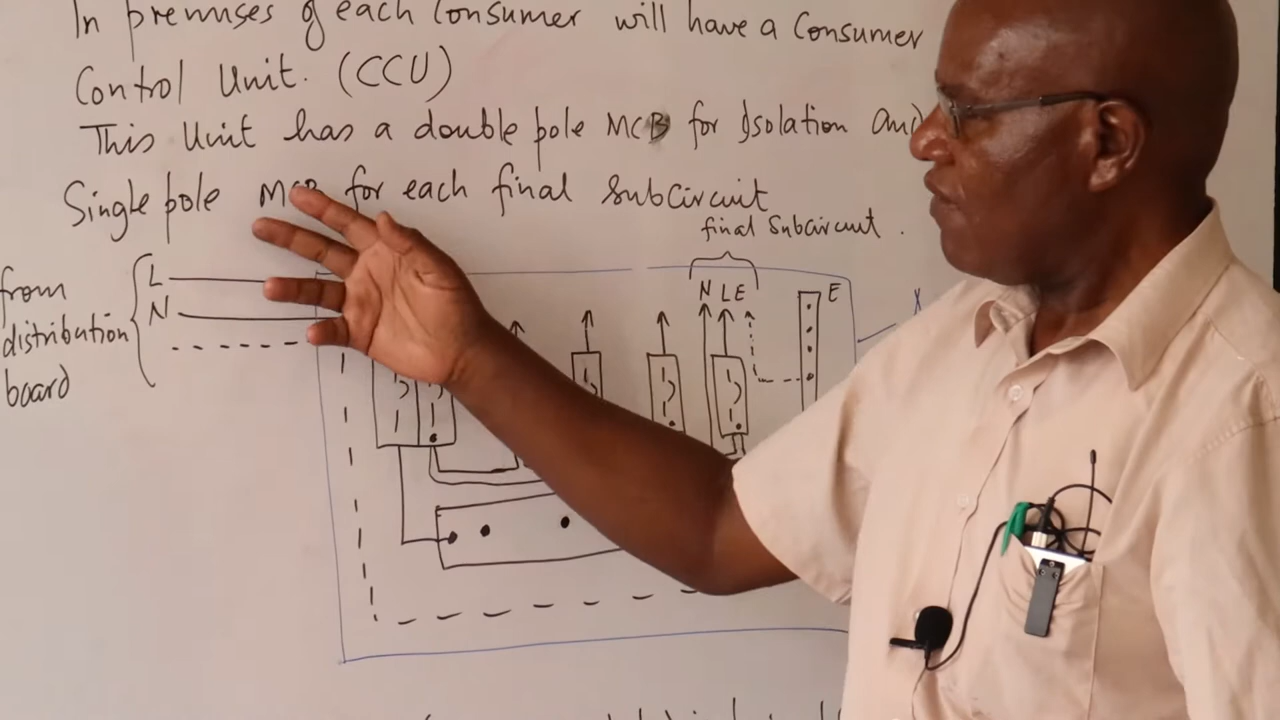 In premises of each Consumer will have a Consumer
Control Unit. (CCU)
This Unit has a double pole MCB for Isolation and
Single pole MCB for each final Subcircuit
final Subcircuit.
from
distribution
board
L
N
N L E
E
X